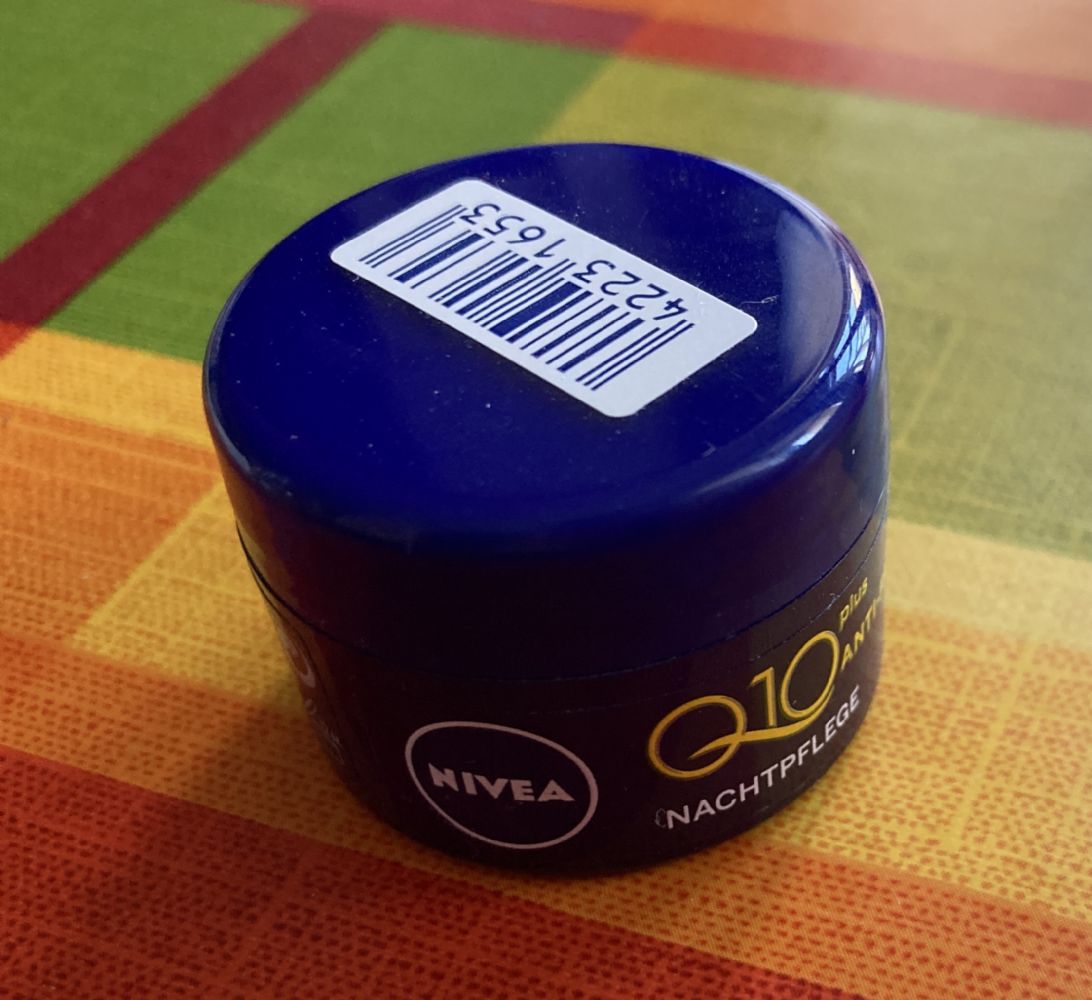 4223 1653
NIVEA
Q10
plus
NACHTPFLEGE